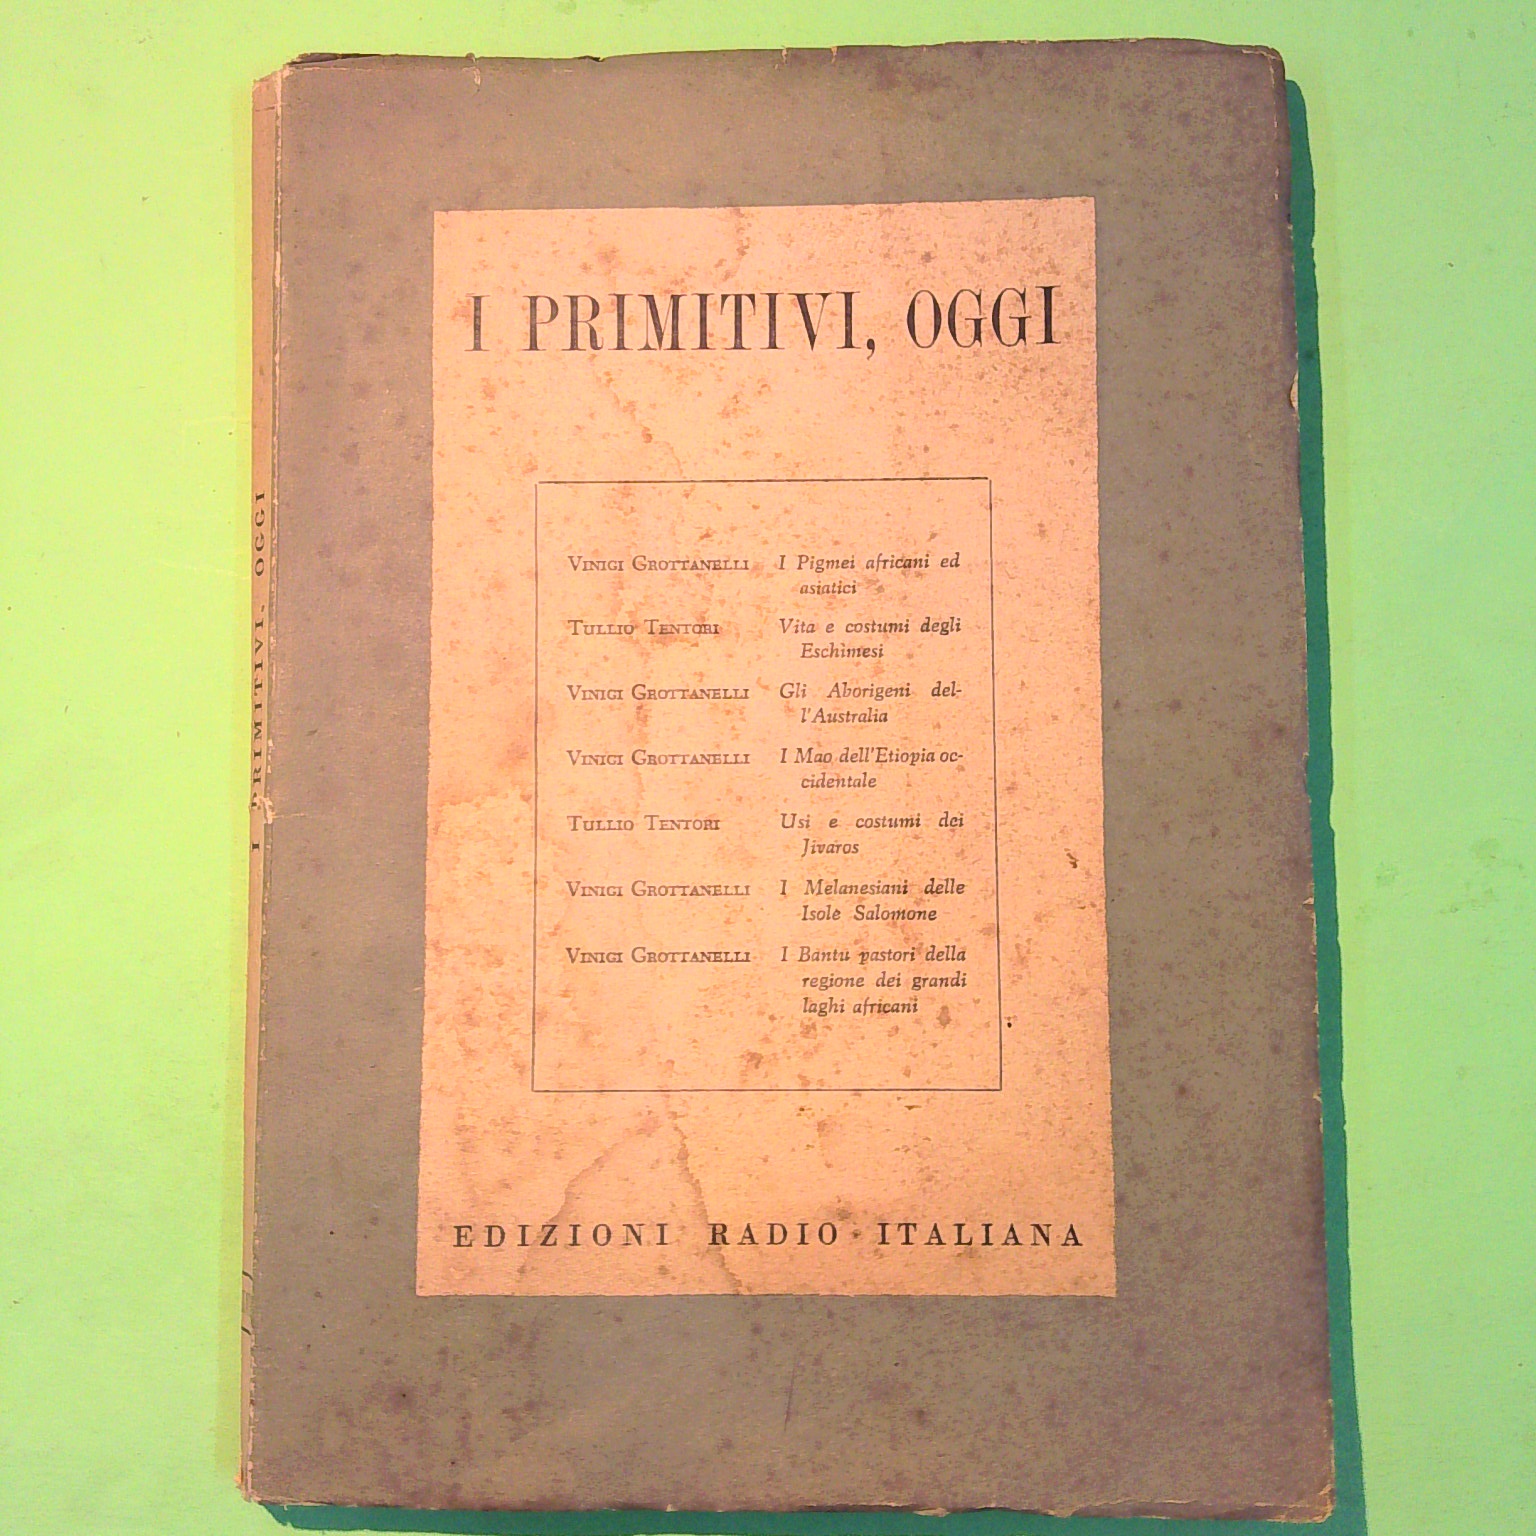 I PRIMITIVI, OGGI
VINIGI GROTTANELLI I Pigmei africani ed
asiatici
TULLIO TENTORI Vita e costumi degli
Eschimesi
VINIGI GROTTANELLI Gli Aborigeni del-
l'Australia
VINIGI GROTTANELLI I Mao dell'Etiopia oc-
cidentale
TULLIO TENTORI Usi e costumi dei
Jivaros
VINIGI GROTTANELLI I Melanesiani delle
Isole Salomone
VINIGI GROTTANELLI I Bantu pastori della
regione dei grandi
laghi africani
EDIZIONI RADIO ITALIANA
I PRIMITIVI, OGGI